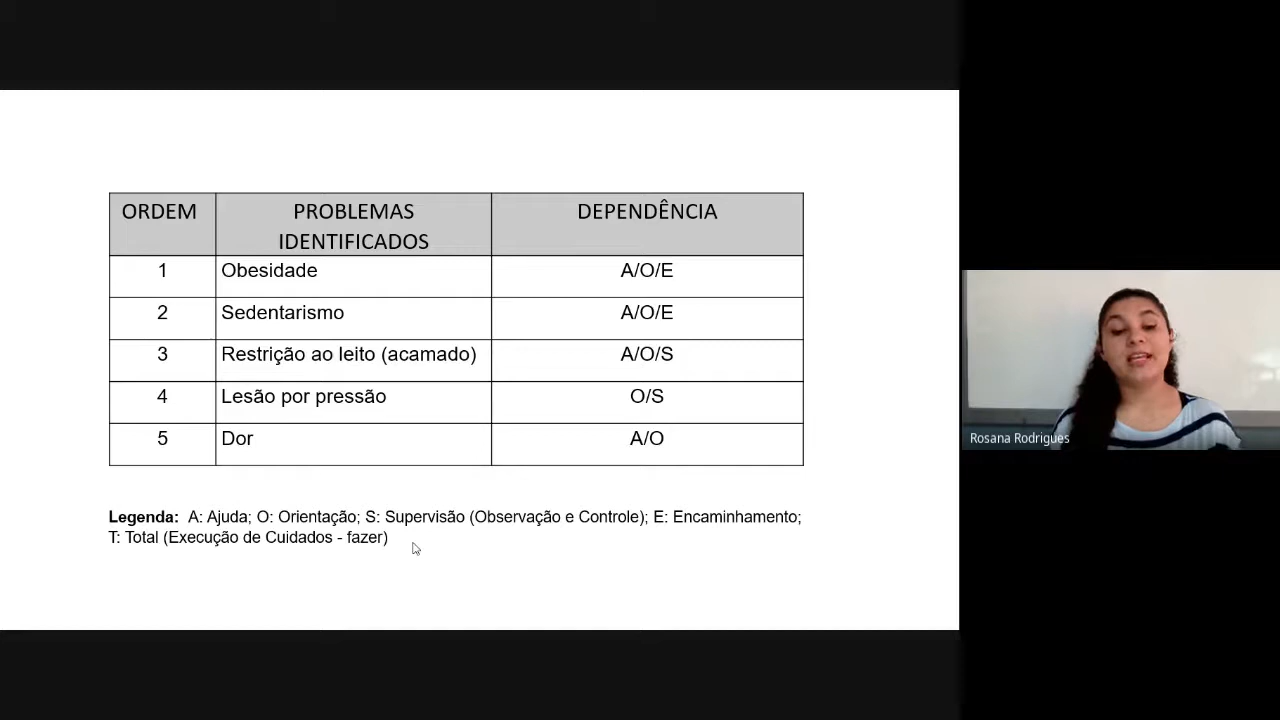 ORDEM PROBLEMAS IDENTIFICADOS DEPENDÊNCIA
1 Obesidade A/O/E
2 Sedentarismo A/O/E
3 Restrição ao leito (acamado) A/O/S
4 Lesão por pressão O/S
5 Dor A/O
Legenda: A: Ajuda; O: Orientação; S: Supervisão (Observação e Controle); E: Encaminhamento;
T: Total (Execução de Cuidados - fazer)
Rosana Rodrigues